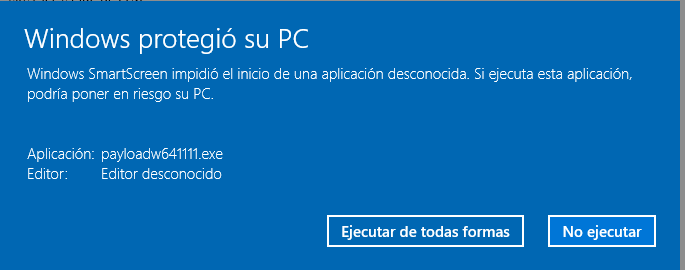 Windows protegió su PC
Windows SmartScreen impidió el inicio de una aplicación desconocida. Si ejecuta esta aplicación,
podría poner en riesgo su PC.
Aplicación: payloadw641111.exe
Editor: Editor desconocido
Ejecutar de todas formas No ejecutar